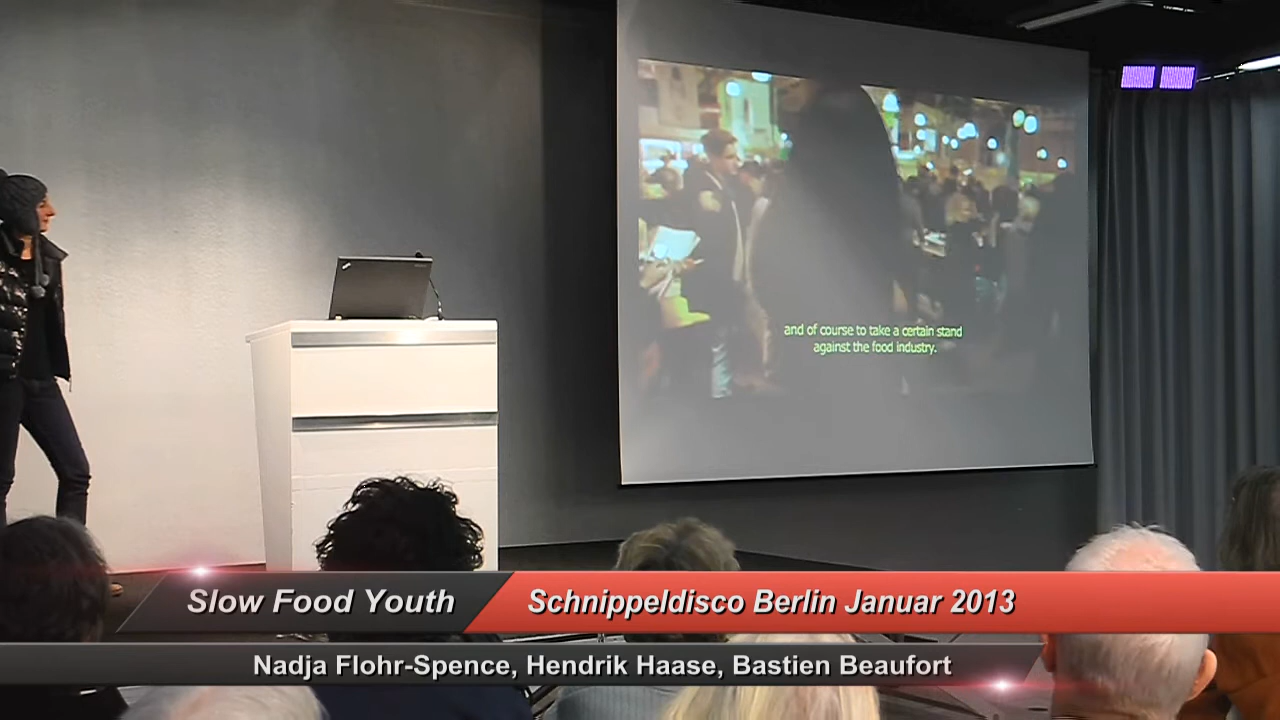 and of course to take a certain stand
against the food industry.
Slow Food Youth
Schnippeldisco Berlin Januar 2013
Nadja Flohr-Spence, Hendrik Haase, Bastien Beaufort